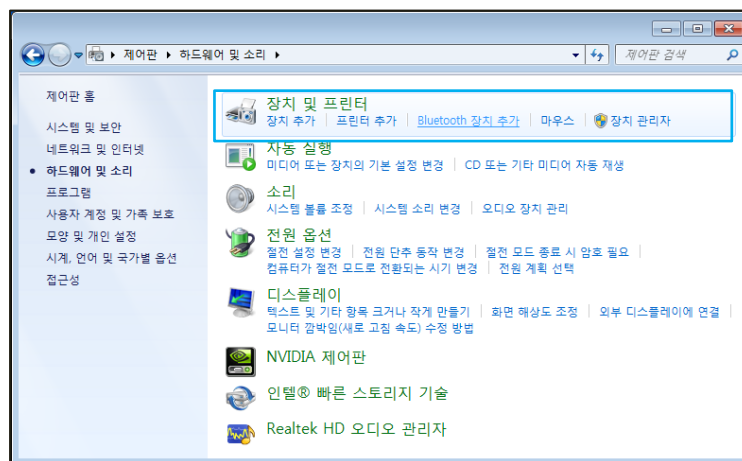 제어판 ▸ 하드웨어 및 소리 ▸
제어판 검색
제어판 홈
시스템 및 보안
네트워크 및 인터넷
하드웨어 및 소리
프로그램
사용자 계정 및 가족 보호
모양 및 개인 설정
시계, 언어 및 국가별 옵션
접근성
장치 및 프린터
장치 추가 | 프린터 추가 | Bluetooth 장치 추가 | 마우스 | 장치 관리자
자동 실행
미디어 또는 장치의 기본 설정 변경 | CD 또는 기타 미디어 자동 재생
소리
시스템 볼륨 조정 | 시스템 소리 변경 | 오디오 장치 관리
전원 옵션
절전 설정 변경 | 전원 단추 동작 변경 | 절전 모드 종료 시 암호 필요 |
컴퓨터가 절전 모드로 전환되는 시기 변경 | 전원 계획 선택
디스플레이
텍스트 및 기타 항목 크거나 작게 만들기 | 화면 해상도 조정 | 외부 디스플레이에 연결 |
모니터 깜박임(새로 고침 속도) 수정 방법
NVIDIA 제어판
인텔® 빠른 스토리지 기술
Realtek HD 오디오 관리자